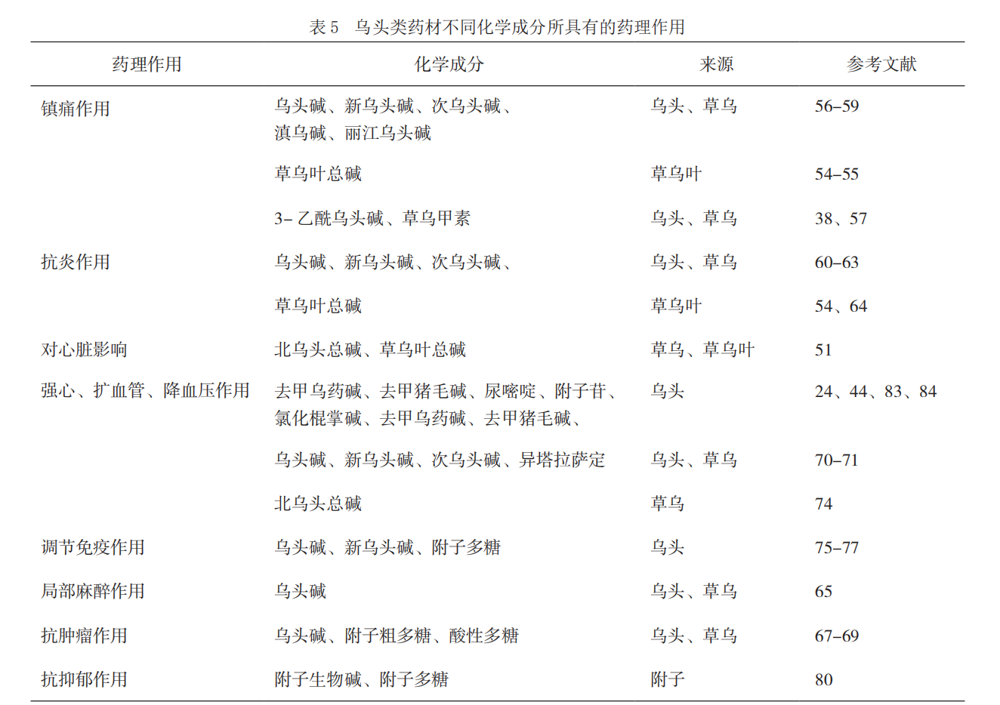 表 5　乌头类药材不同化学成分所具有的药理作用
药理作用 化学成分 来源 参考文献
镇痛作用 乌头碱、新乌头碱、次乌头碱、 乌头、草乌 56-59
滇乌碱、丽江乌头碱
草乌叶总碱 草乌叶 54-55
3- 乙酰乌头碱、草乌甲素 乌头、草乌 38、57
抗炎作用 乌头碱、新乌头碱、次乌头碱、 乌头、草乌 60-63
草乌叶总碱 草乌叶 54、64
对心脏影响 北乌头总碱、草乌叶总碱 草乌、草乌叶 51
强心、扩血管、降血压作用 去甲乌药碱、去甲猪毛碱、尿嘧啶、附子苷、 乌头 24、44、83、84
氯化棍掌碱、去甲乌药碱、去甲猪毛碱、
乌头碱、新乌头碱、次乌头碱、异塔拉萨定 乌头、草乌 70-71
北乌头总碱 草乌 74
调节免疫作用 乌头碱、新乌头碱、附子多糖 乌头 75-77
局部麻醉作用 乌头碱 乌头、草乌 65
抗肿瘤作用 乌头碱、附子粗多糖、酸性多糖 乌头、草乌 67-69
抗抑郁作用 附子生物碱、附子多糖 附子 80